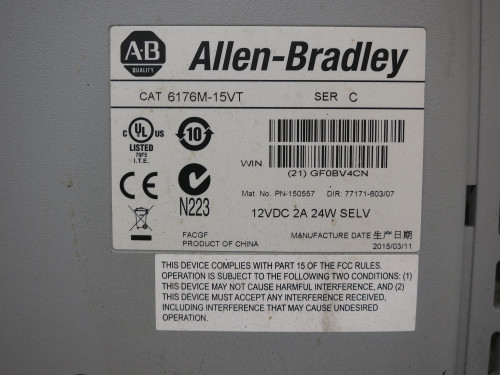 A-B
QUALITY
Allen-Bradley
CAT 6176M-15VT SER C
C UL US
LISTED
I.T.E.
10
WIN
(21) GF0BV4CN
CE
N223
Mat. No. PN-150557 DIR: 77171-603/07
12VDC 2A 24W SELV
FACGF
PRODUCT OF CHINA
MANUFACTURE DATE 生产日期
2015/03/11
THIS DEVICE COMPLIES WITH PART 15 OF THE FCC RULES.
OPERATION IS SUBJECT TO THE FOLLOWING TWO CONDITIONS: (1)
THIS DEVICE MAY NOT CAUSE HARMFUL INTERFERENCE, AND (2)
THIS DEVICE MUST ACCEPT ANY INTERFERENCE RECEIVED,
INCLUDING INTERFERENCE THAT MAY CAUSE UNDESIRED
OPERATION.